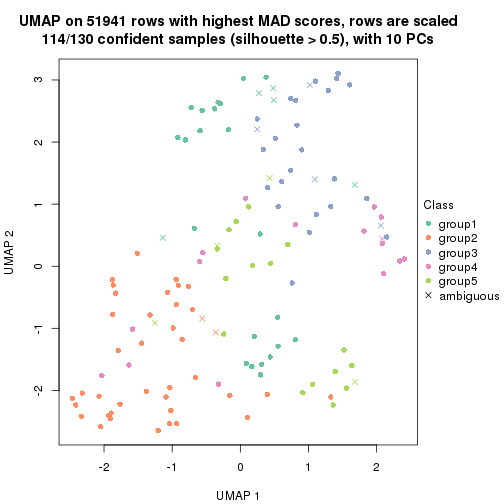 UMAP on 51941 rows with highest MAD scores, rows are scaled
114/130 confident samples (silhouette > 0.5), with 10 PCs
3
2
1
0
-1
-2
UMAP 2
-2
-1
0
1
2
UMAP 1
Class
group1
group2
group3
group4
group5
ambiguous